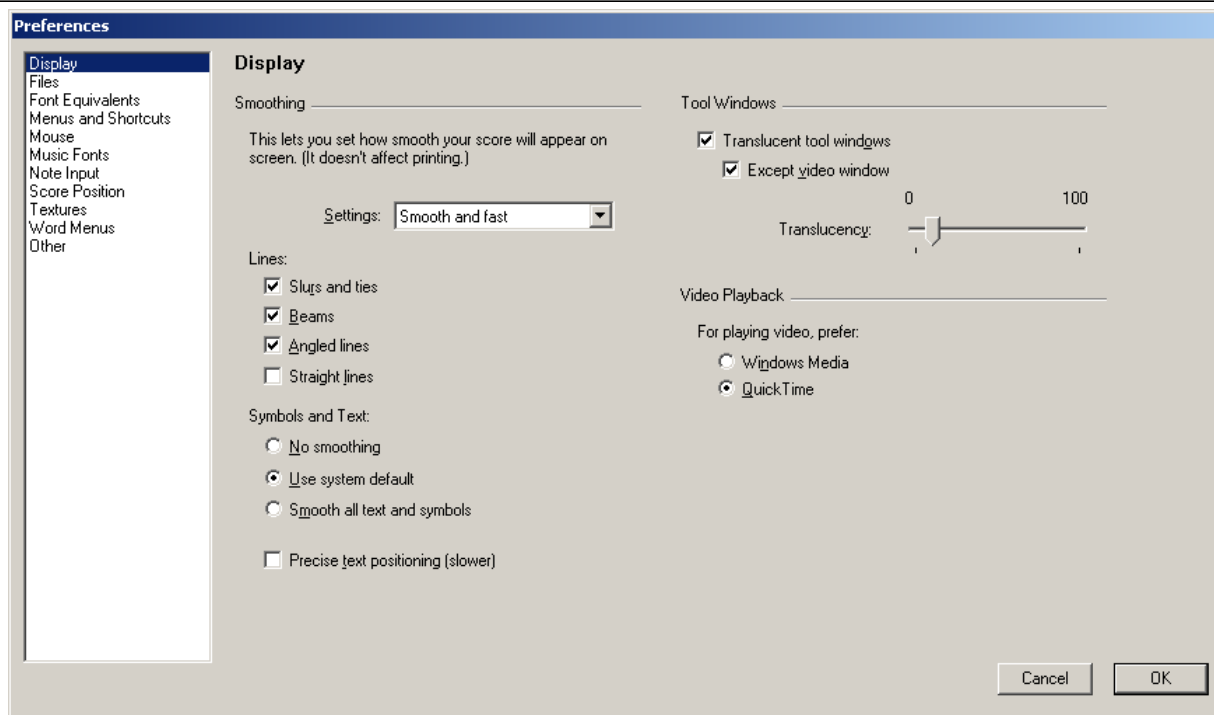 Preferences
Display
Files
Font Equivalents
Menus and Shortcuts
Mouse
Music Fonts
Note Input
Score Position
Textures
Word Menus
Other
Display
Smoothing
This lets you set how smooth your score will appear on
screen. (It doesn't affect printing.)
Settings: Smooth and fast
Lines:
Slurs and ties
Beams
Angled lines
Straight lines
Symbols and Text:
No smoothing
Use system default
Smooth all text and symbols
Precise text positioning (slower)
Tool Windows
Translucent tool windows
Except video window
0 100
Translucency:
Video Playback
For playing video, prefer:
Windows Media
QuickTime
Cancel OK